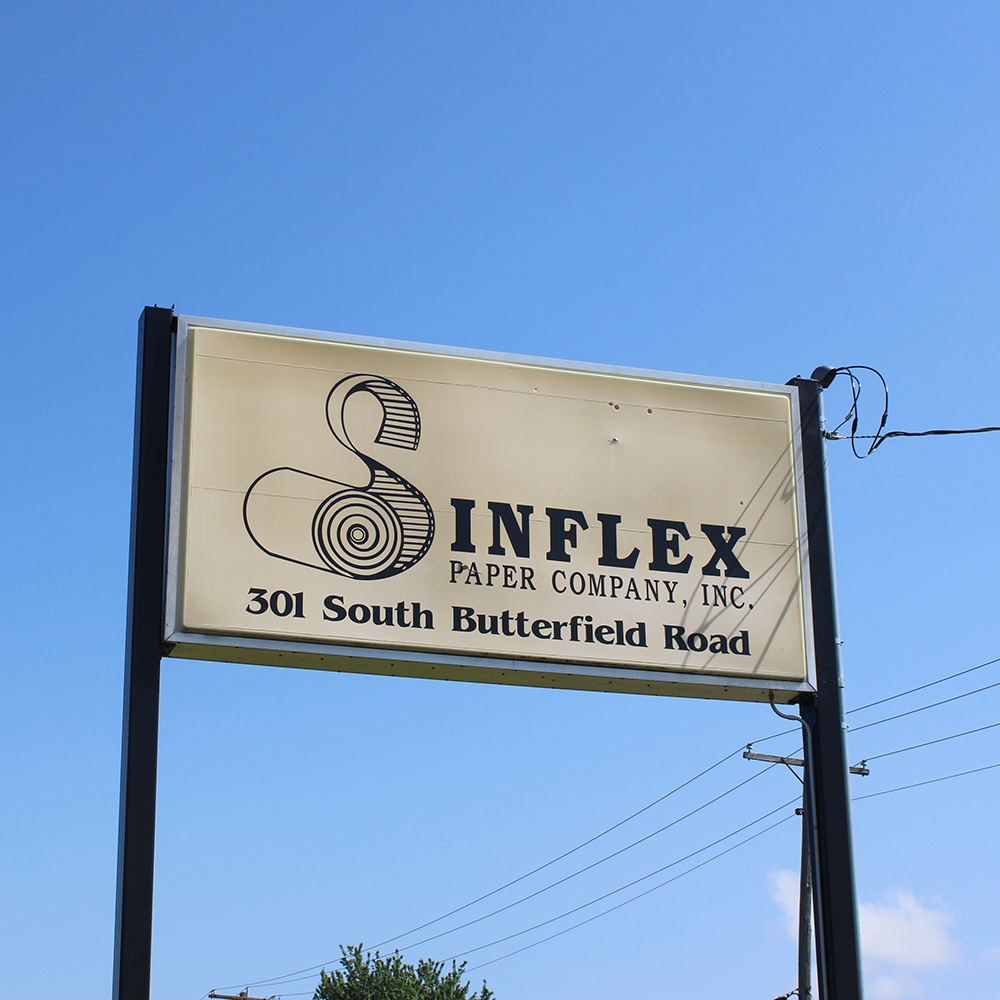 SINFLEX
PAPER COMPANY, INC.
301 South Butterfield Road